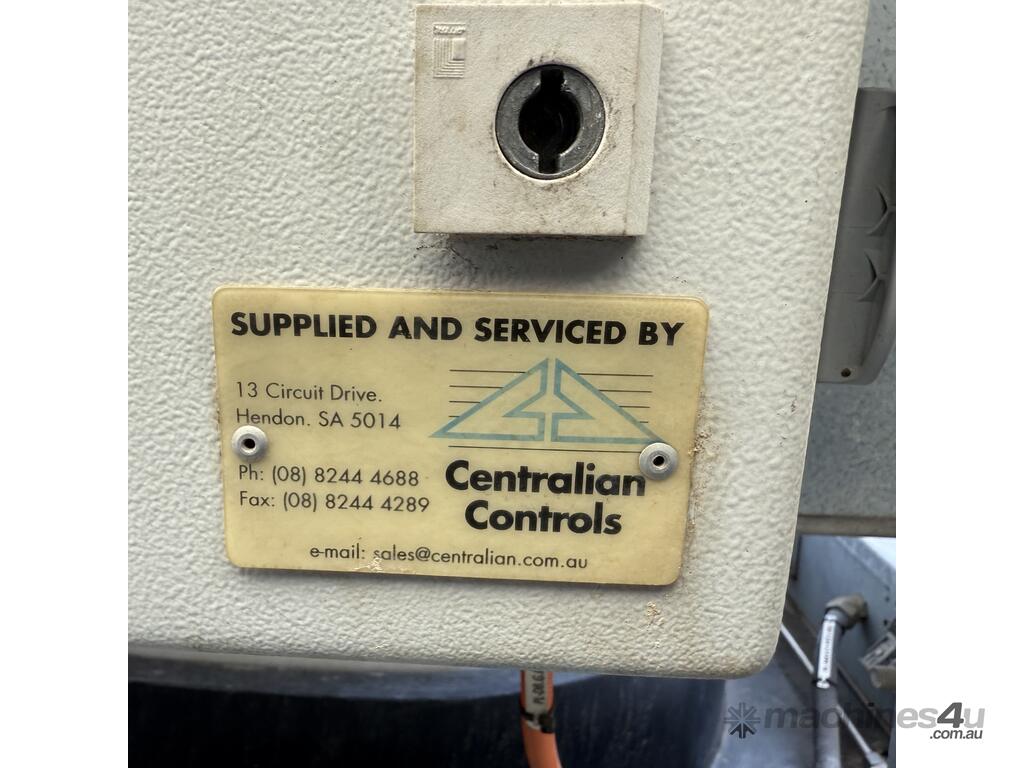 SUPPLIED AND SERVICED BY
13 Circuit Drive.
Hendon. SA 5014
Ph: (08) 8244 4688
Fax: (08) 8244 4289
Centralian
Controls
e-mail: sales@centralian.com.au
machines4u
.com.au